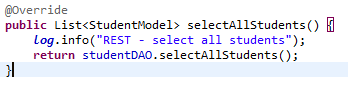 @Override
public List<StudentModel> selectAllStudents() {
log.info("REST - select all students");
return studentDAO.selectAllStudents();
}